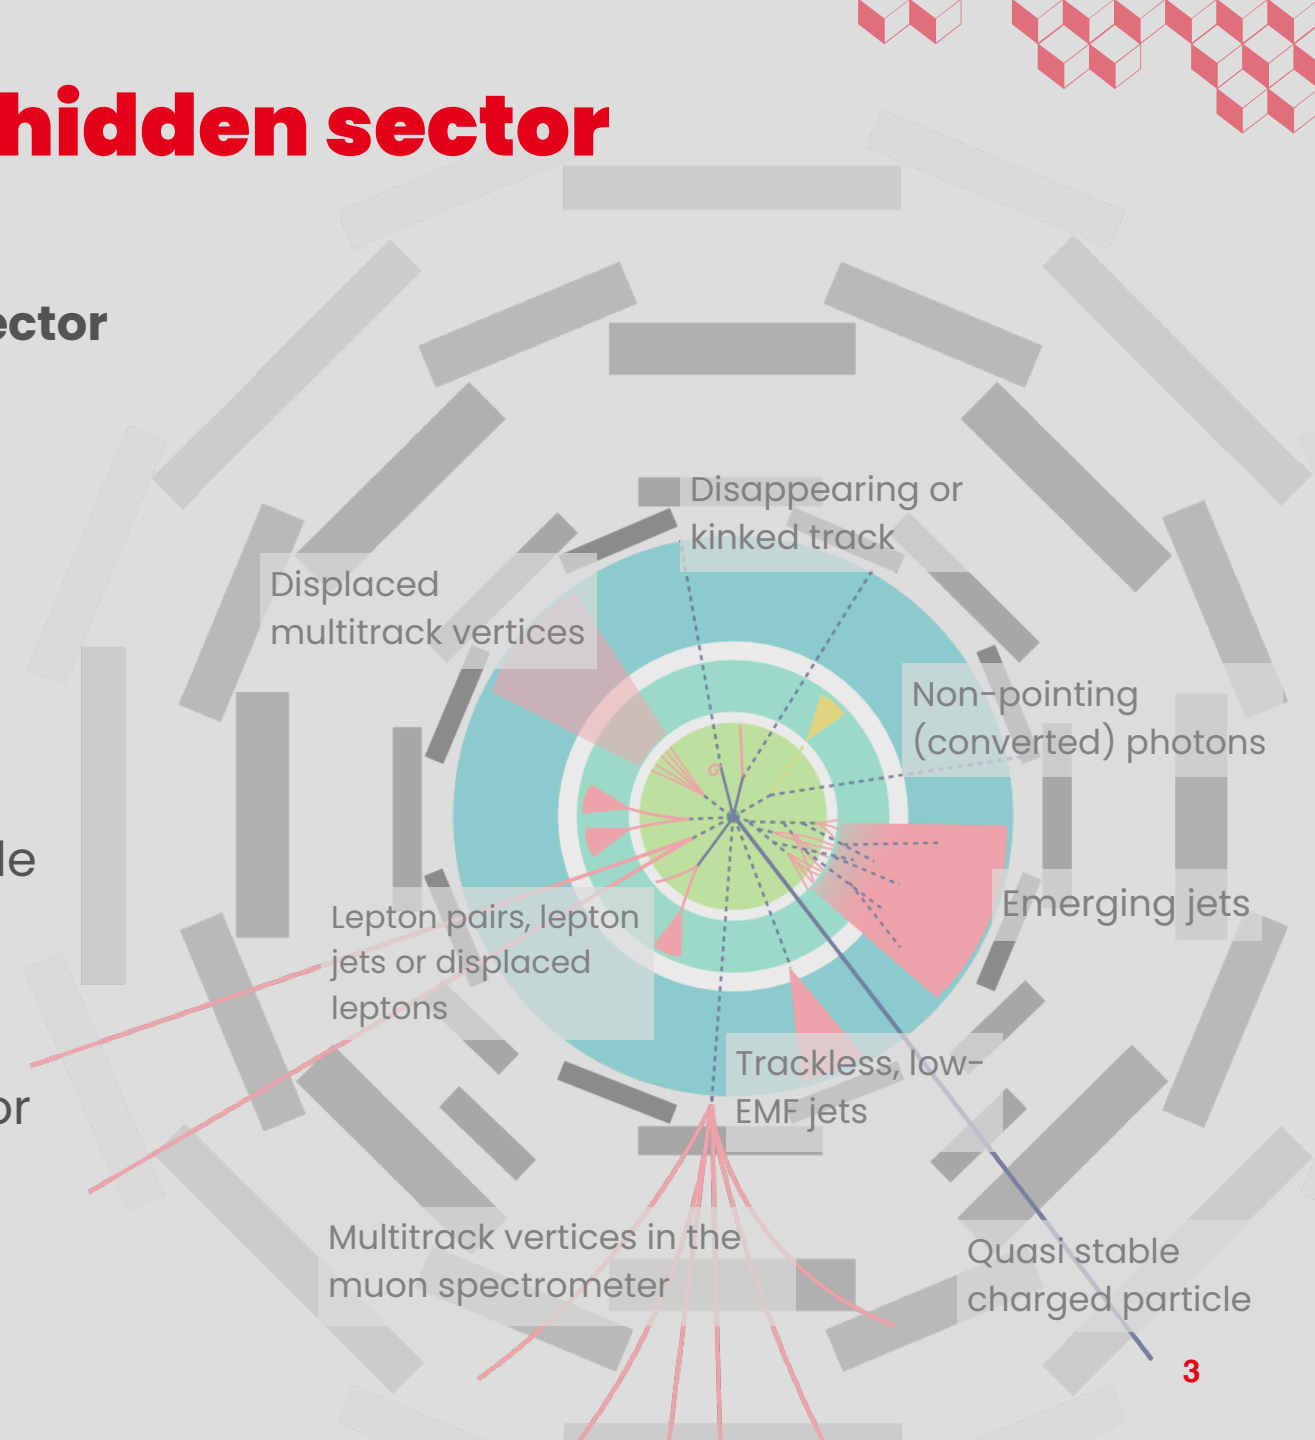 hidden sector
ector
Disappearing or
kinked track
Displaced
multitrack vertices
Non-pointing
(converted) photons
le
Emerging jets
Lepton pairs, lepton
jets or displaced
leptons
Trackless, low-
EMF jets
or
Multitrack vertices in the
muon spectrometer
Quasi stable
charged particle
3